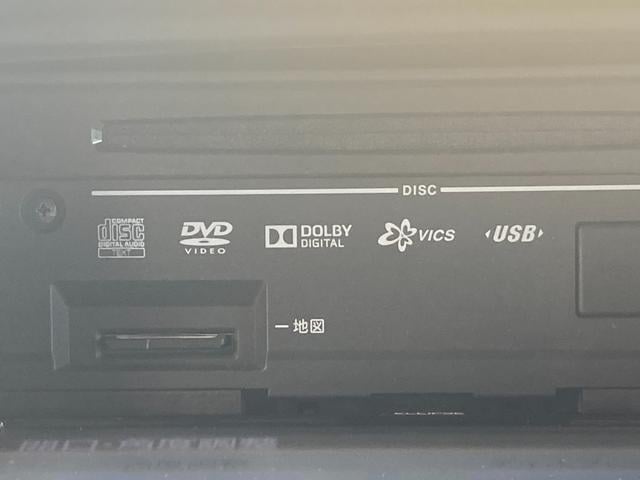 DISC
COMPACT disc DIGITAL AUDIO TEXT
DVD VIDEO
DOLBY DIGITAL
VICS
USB
地図